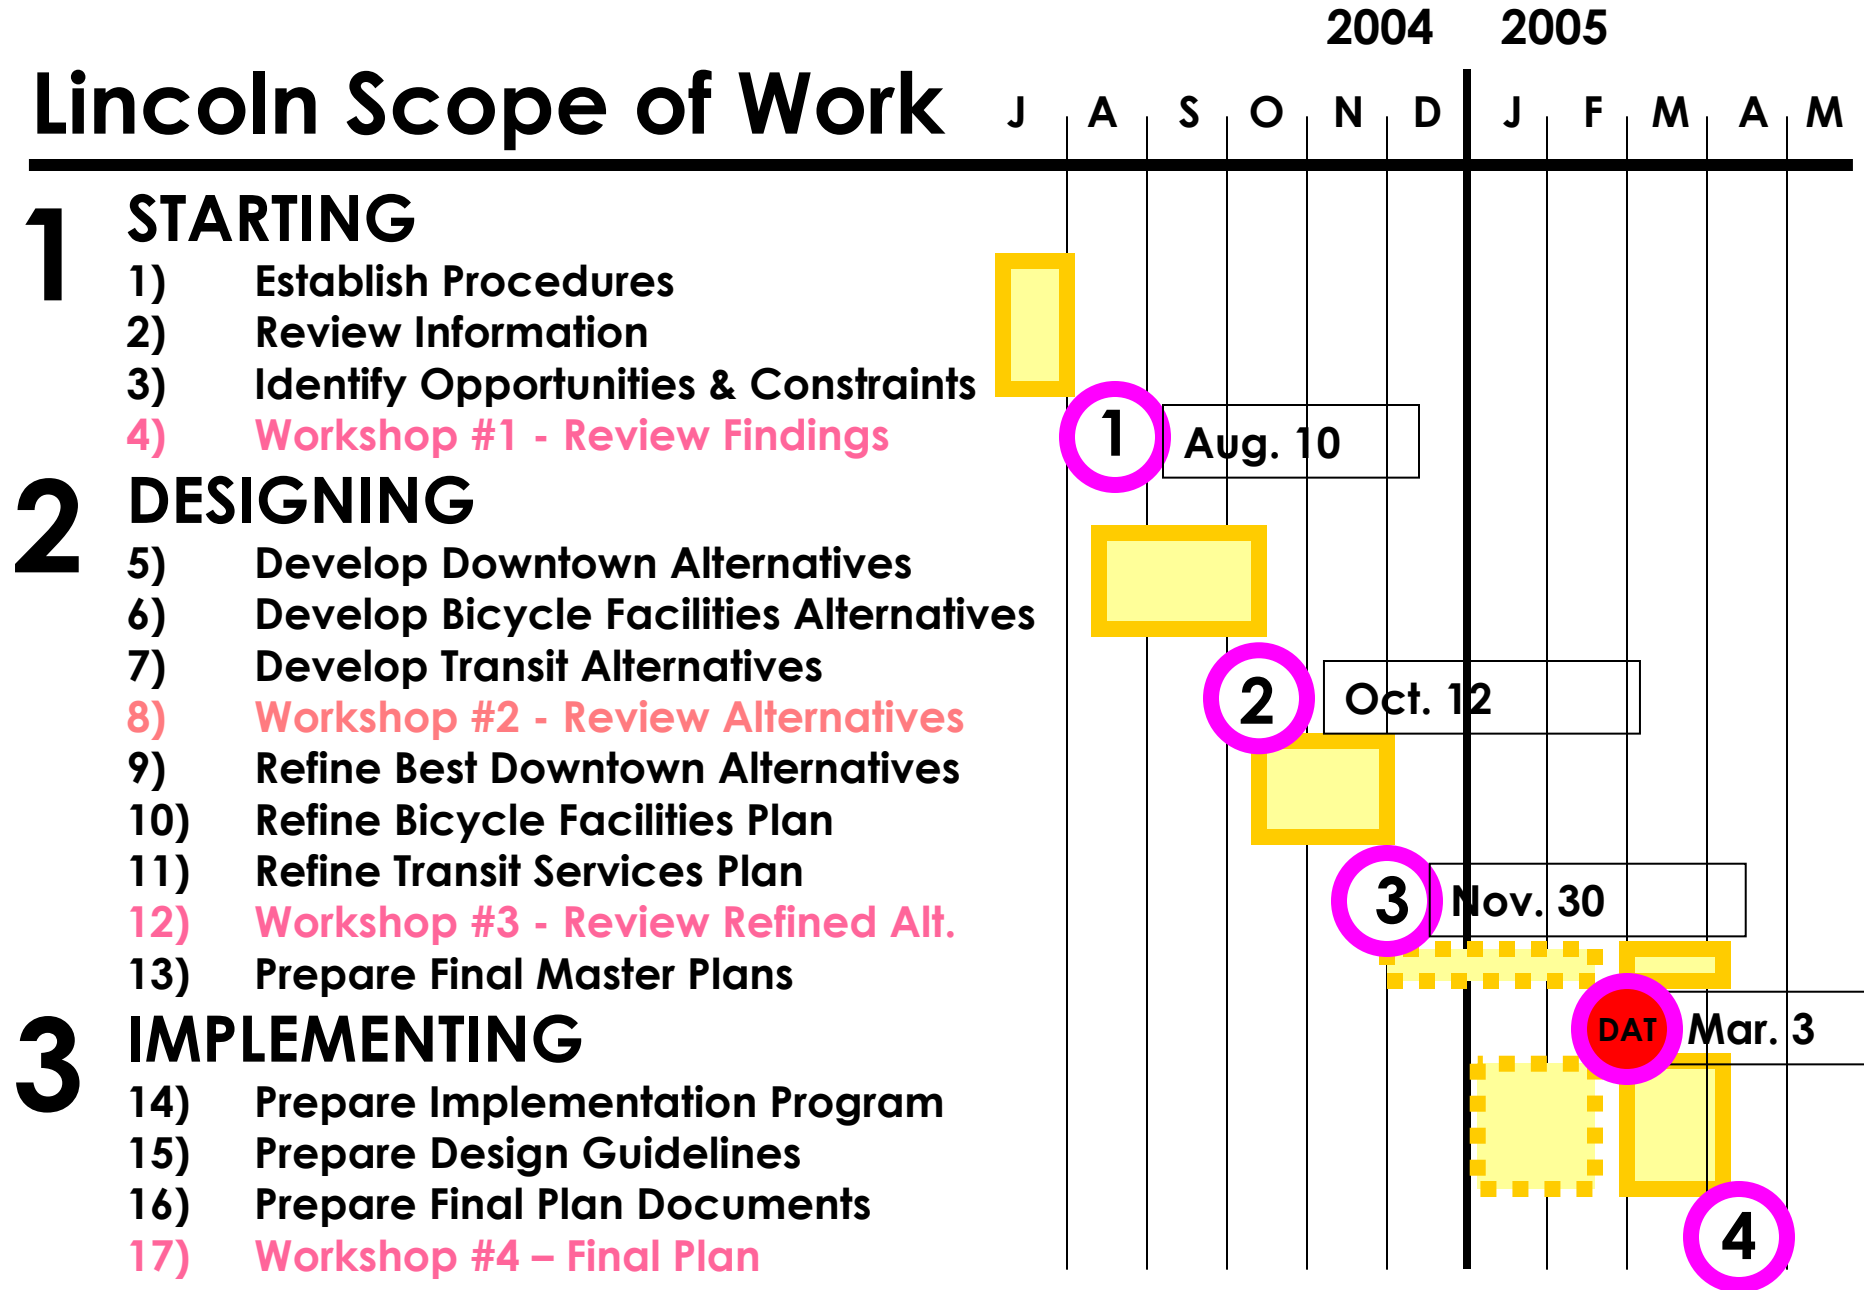 2004 2005
Lincoln Scope of Work J A S O N D J F M A M
1 STARTING
1) Establish Procedures
2) Review Information
3) Identify Opportunities & Constraints
4) Workshop #1 - Review Findings 1 Aug. 10
2 DESIGNING
5) Develop Downtown Alternatives
6) Develop Bicycle Facilities Alternatives
7) Develop Transit Alternatives
8) Workshop #2 - Review Alternatives 2 Oct. 12
9) Refine Best Downtown Alternatives
10) Refine Bicycle Facilities Plan
11) Refine Transit Services Plan
12) Workshop #3 - Review Refined Alt. 3 Nov. 30
13) Prepare Final Master Plans
3 IMPLEMENTING DAT Mar. 3
14) Prepare Implementation Program
15) Prepare Design Guidelines
16) Prepare Final Plan Documents
17) Workshop #4 – Final Plan 4